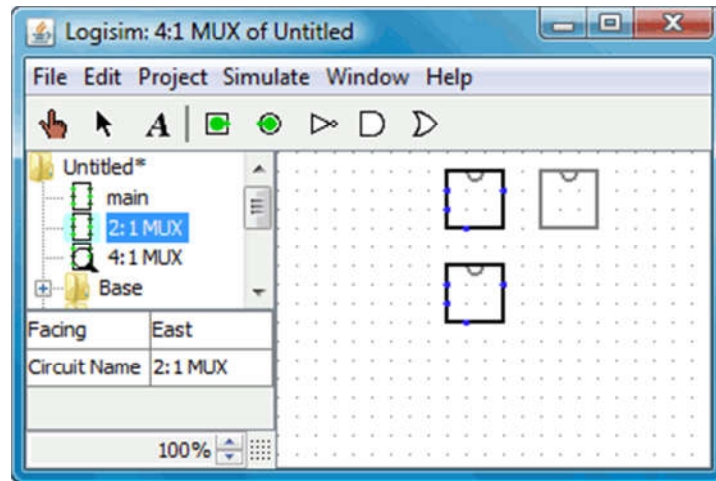 Logisim: 4:1 MUX of Untitled
File Edit Project Simulate Window Help
A
Untitled*
main
2:1 MUX
4:1 MUX
Base
Facing East
Circuit Name 2:1 MUX
100%